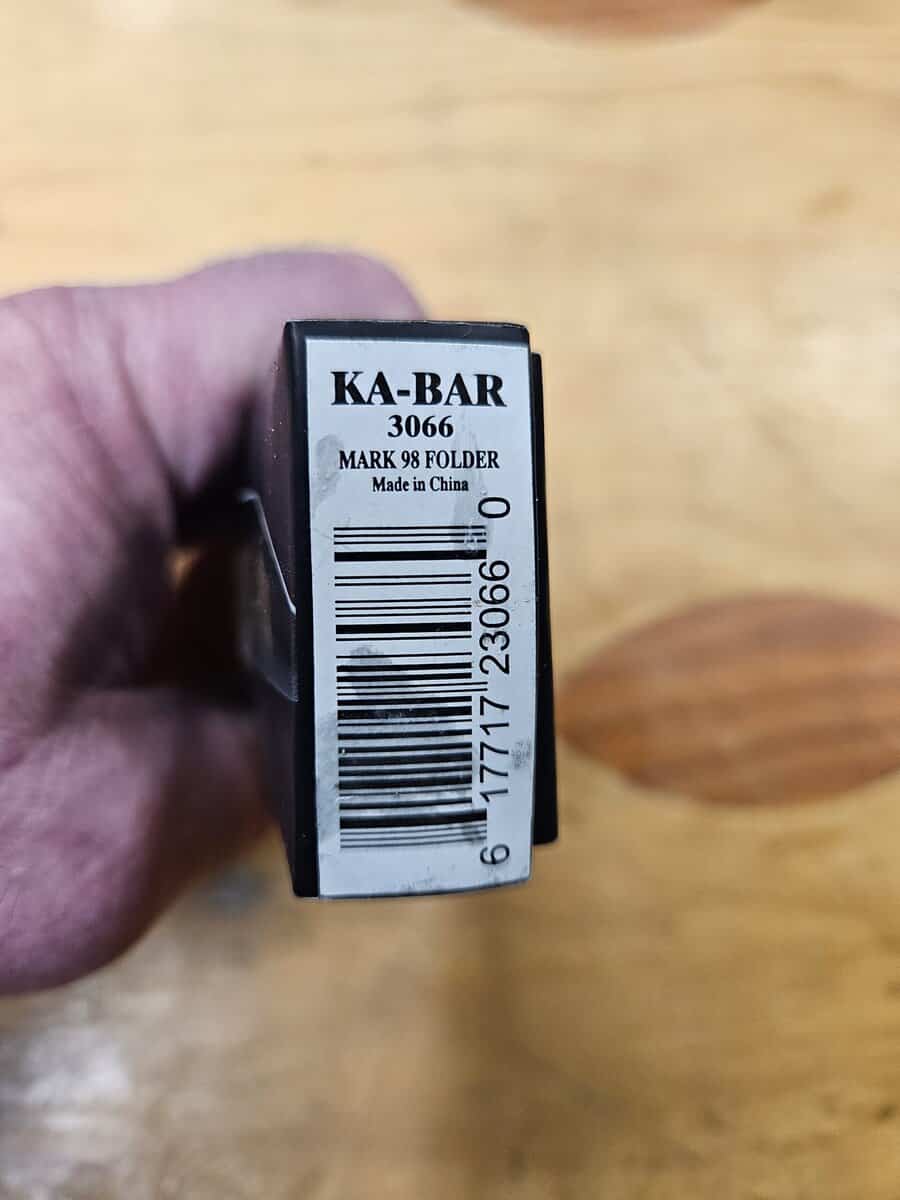 KA-BAR
3066
MARK 98 FOLDER
Made in China
6 17717 23066 0